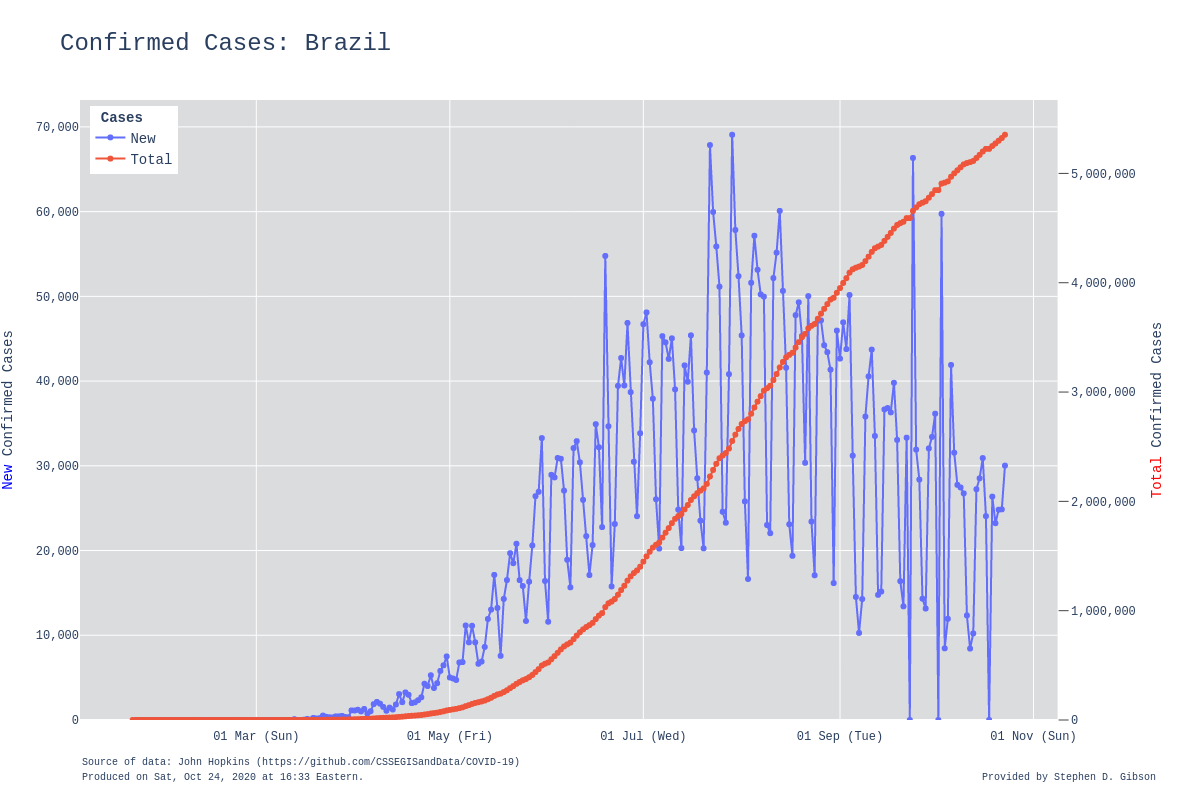 Confirmed Cases: Brazil
Cases
New
Total
70,000
60,000
50,000
40,000
30,000
20,000
10,000
0
New Confirmed Cases
5,000,000
4,000,000
3,000,000
2,000,000
1,000,000
0
Total Confirmed Cases
01 Mar (Sun) 01 May (Fri) 01 Jul (Wed) 01 Sep (Tue) 01 Nov (Sun)
Source of data: John Hopkins (https://github.com/CSSEGISandData/COVID-19)
Produced on Sat, Oct 24, 2020 at 16:33 Eastern.
Provided by Stephen D. Gibson